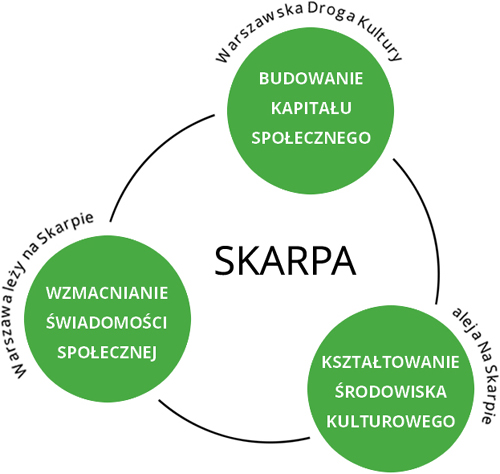 Warszawska Droga Kultury
BUDOWANIE
KAPITAŁU
SPOŁECZNEGO
SKARPA
Warszawa leży na Skarpie
WZMACNIANIE
ŚWIADOMOŚCI
SPOŁECZNEJ
aleja Na Skarpie
KSZTAŁTOWANIE
ŚRODOWISKA
KULTUROWEGO